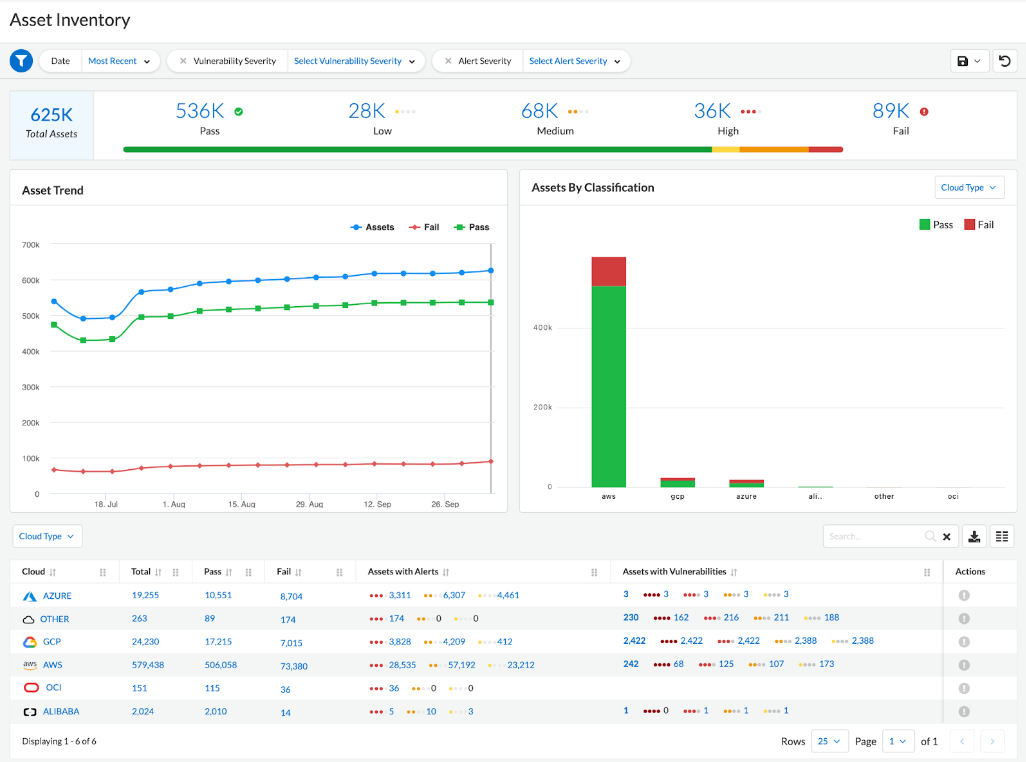 Asset Inventory
Date Most Recent Vulnerability Severity Select Vulnerability Severity Alert Severity Select Alert Severity
625K 536K 28K 68K 36K 89K
Total Assets Pass Low Medium High Fail
Asset Trend
Assets Fail Pass
700k
600k
500k
400k
300k
200k
100k
0
18. Jul 1. Aug 15. Aug 29. Aug 12. Sep 26. Sep
Assets By Classification Cloud Type
Pass Fail
400k
200k
0
aws gcp azure ali.. other oci
Cloud Type Search...
Cloud Total Pass Fail Assets with Alerts Assets with Vulnerabilities Actions
AZURE 19,255 10,551 8,704 3,311 6,307 4,461 3 3 3 3 3
OTHER 263 89 174 174 0 0 230 162 216 211 188
GCP 24,230 17,215 7,015 3,828 4,209 412 2,422 2,422 2,422 2,388 2,388
aws AWS 579,438 506,058 73,380 28,535 57,192 23,212 242 68 125 107 173
OCI 151 115 36 36 0 0
ALIBABA 2,024 2,010 14 5 10 3 1 0 1 1 1
Displaying 1 - 6 of 6 Rows 25 Page 1 of 1